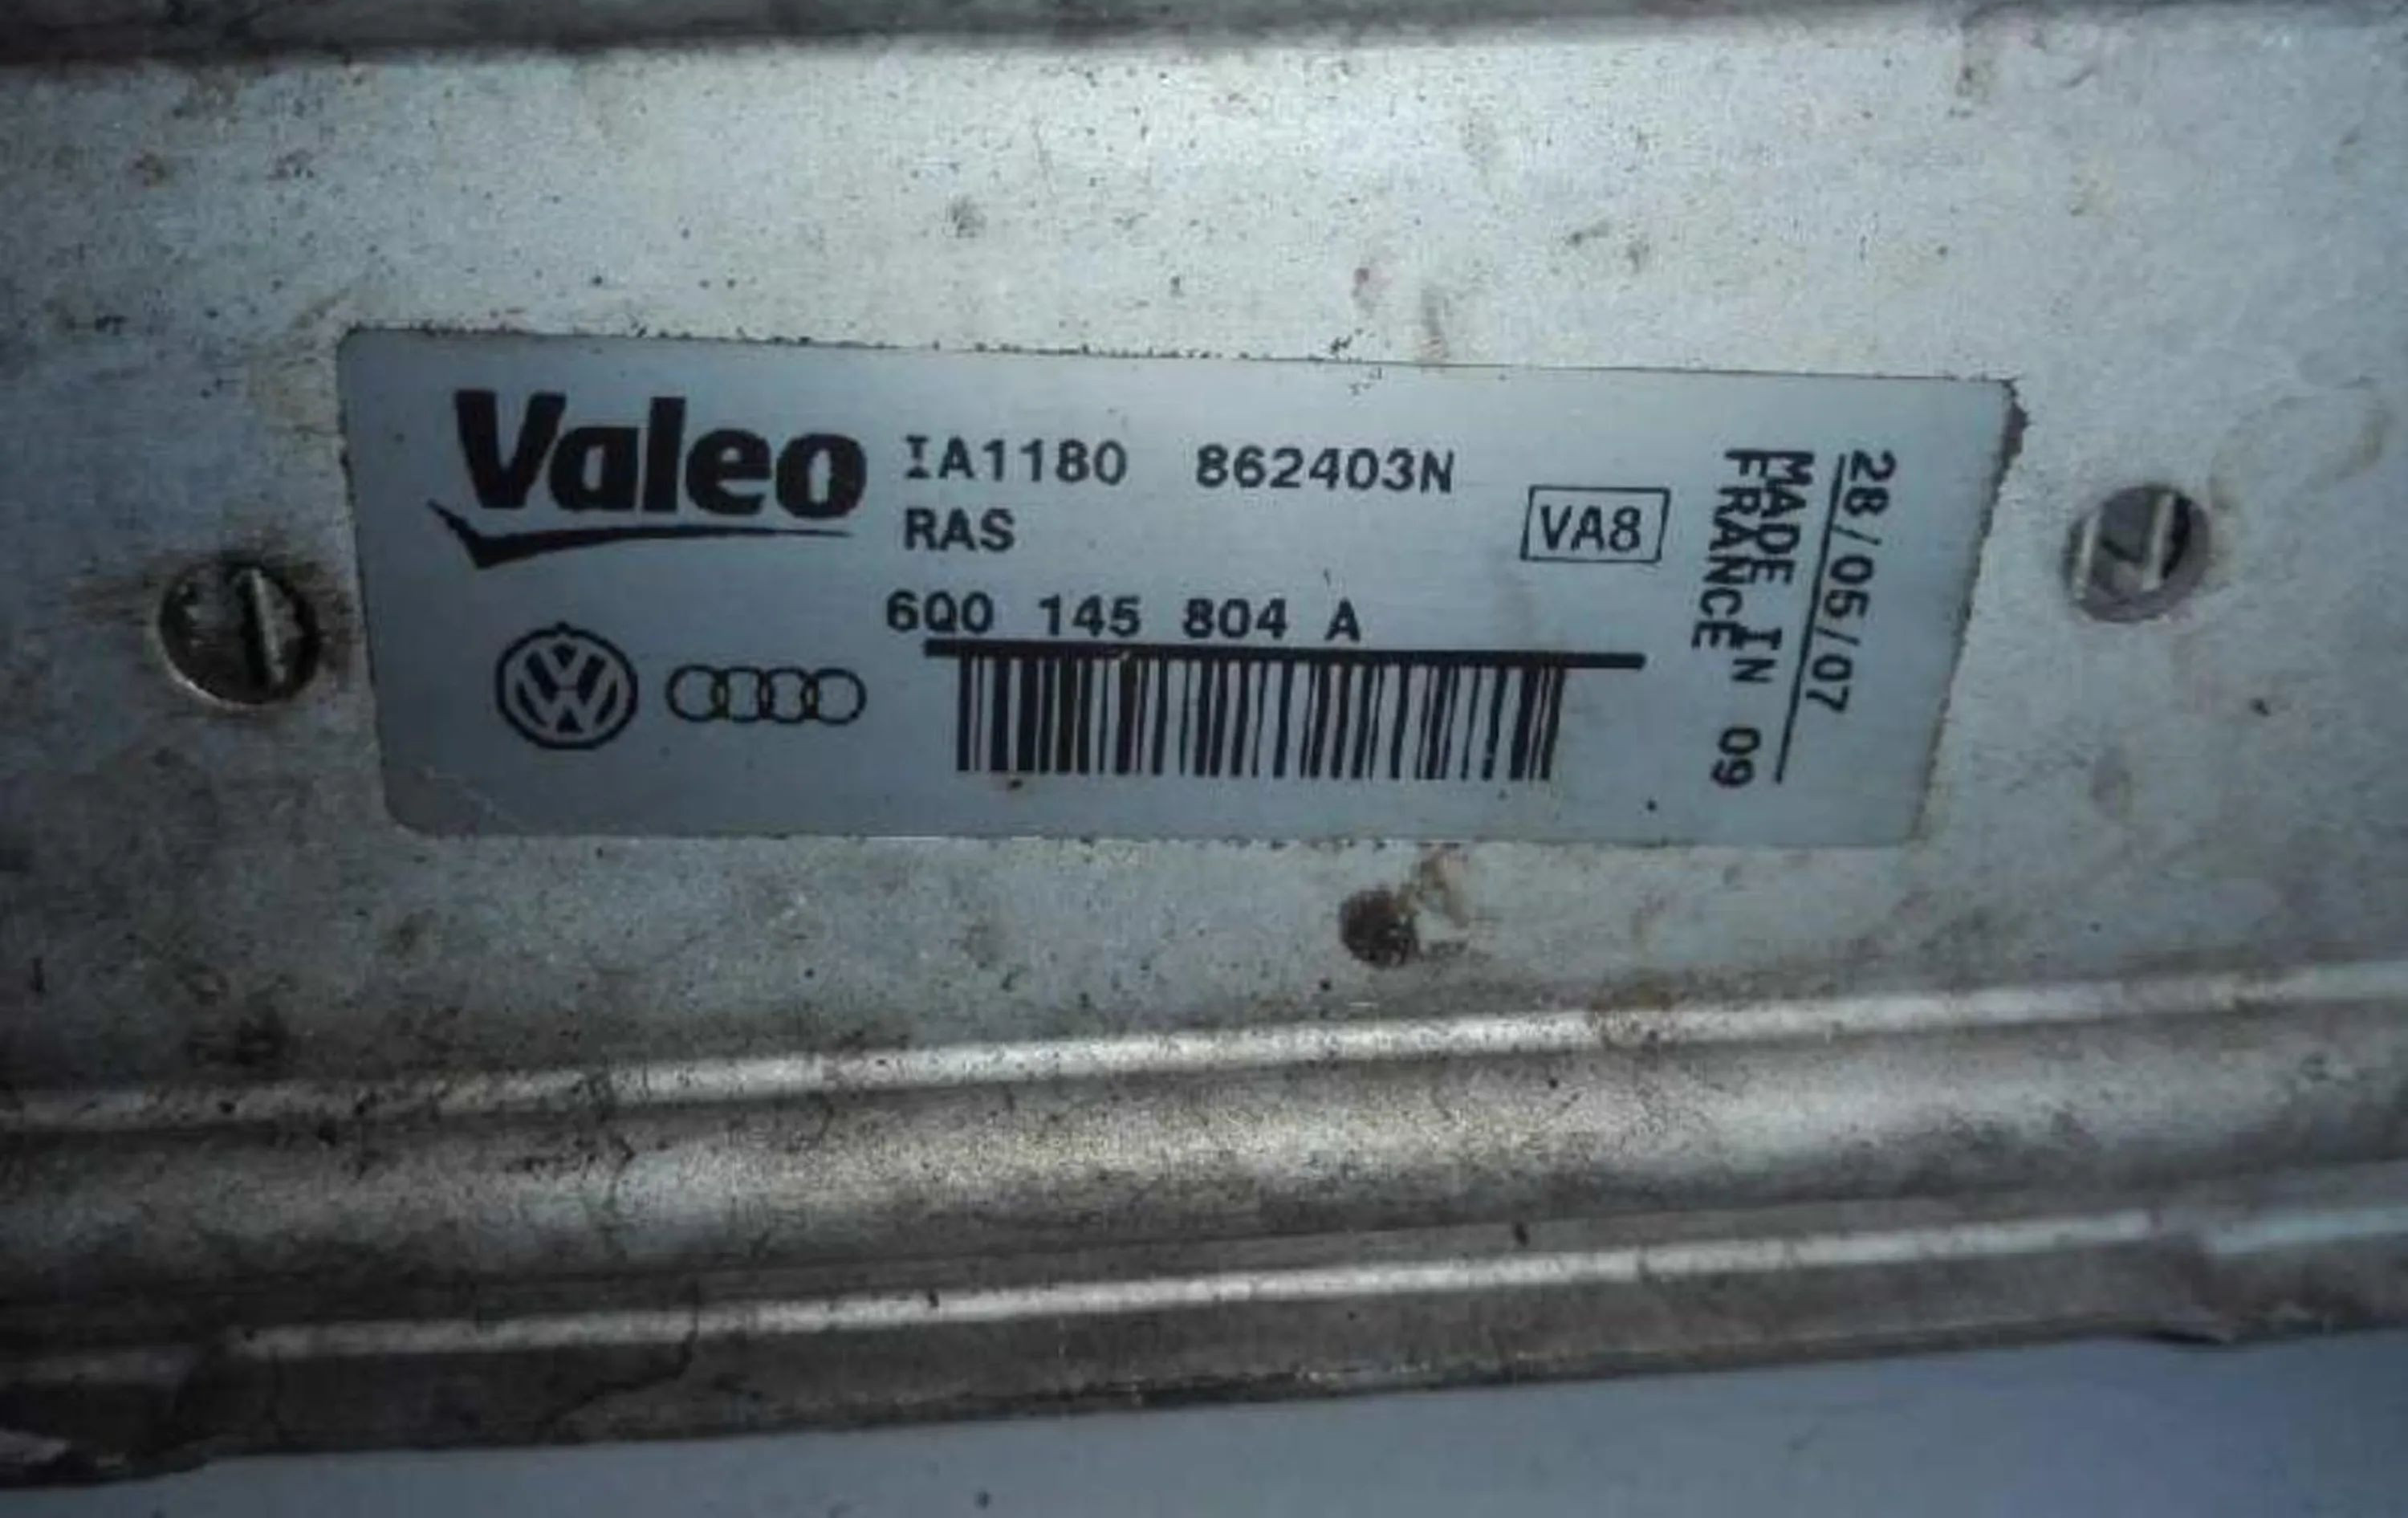 Valeo
IA1180 862403N
RAS
VA8
6Q0 145 804 A
28/05/07
MADE IN 09
FRANCE